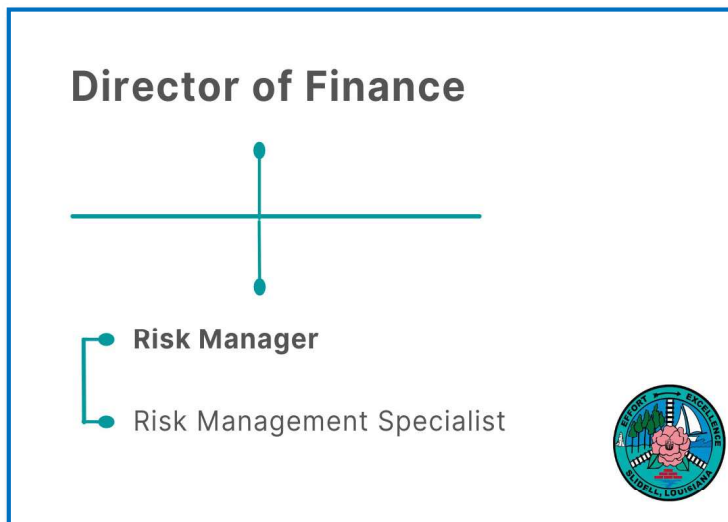 Director of Finance
Risk Manager
Risk Management Specialist
EFFORT EXCELLENCE
SLIDELL, LOUISIANA